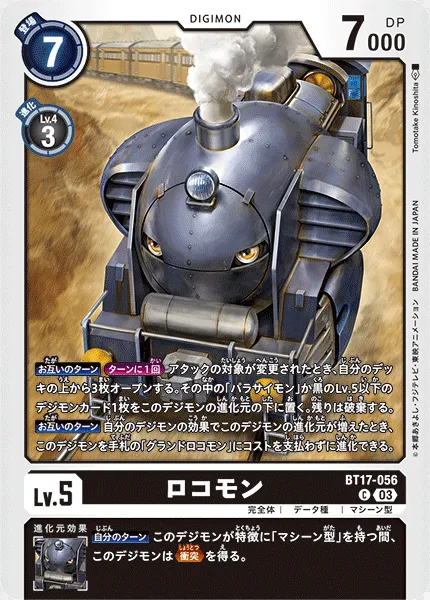 DIGIMON
登場
7
7000
DP
Lv.4
進化
3
Tomotake Kinoshita
BANDAI MADE IN JAPAN
©本郷あきよし・フジテレビ・東映アニメーション
お互いのターン ターンに1回 アタックの対象が変更されたとき、自分のデッ
キの上から3枚オープンする。その中の「パラサイモン」か黒のLv.5以下の
デジモンカード1枚をこのデジモンの進化元の下に置く。残りは破棄する。
お互いのターン 自分のデジモンの効果でこのデジモンの進化元が増えたとき、
このデジモンを手札の「グランドロコモン」にコストを支払わずに進化できる。
Lv.5
ロコモン
BT17-056
C 03
完全体 データ種 マシーン型
進化元効果
自分のターン このデジモンが特徴に「マシーン型」を持つ間、
このデジモンは 衝突 を得る。